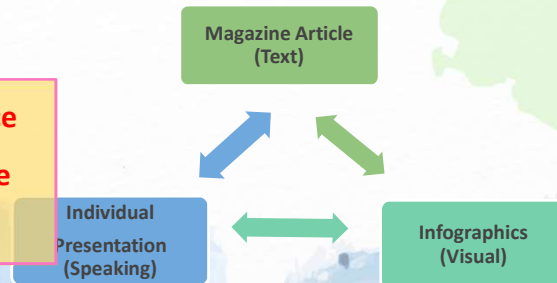 Magazine Article
(Text)
Individual
Presentation
(Speaking)
Infographics
(Visual)